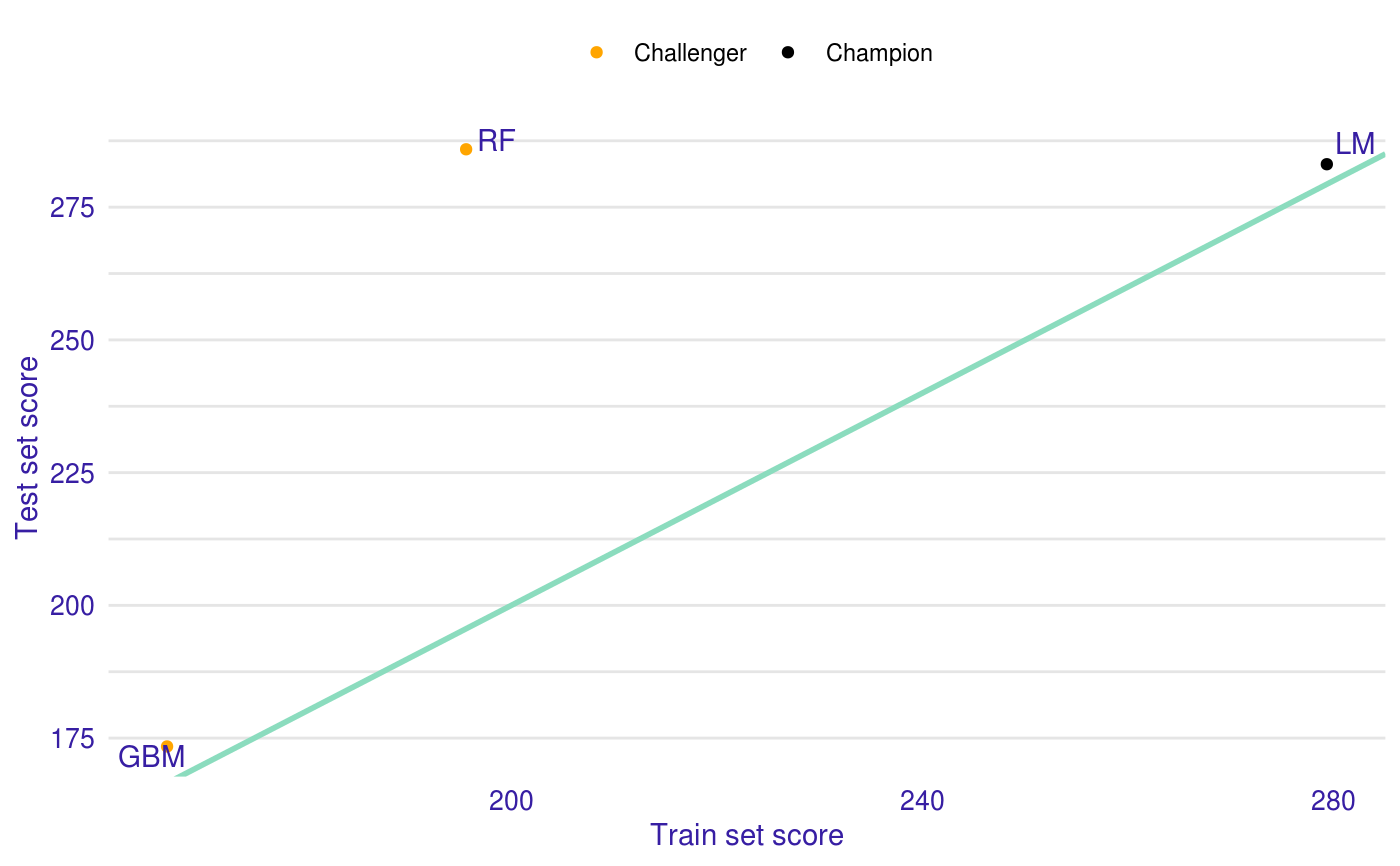 Challenger Champion
RF
LM
275
250
225
200
175
GBM
Test set score
200 240 280
Train set score